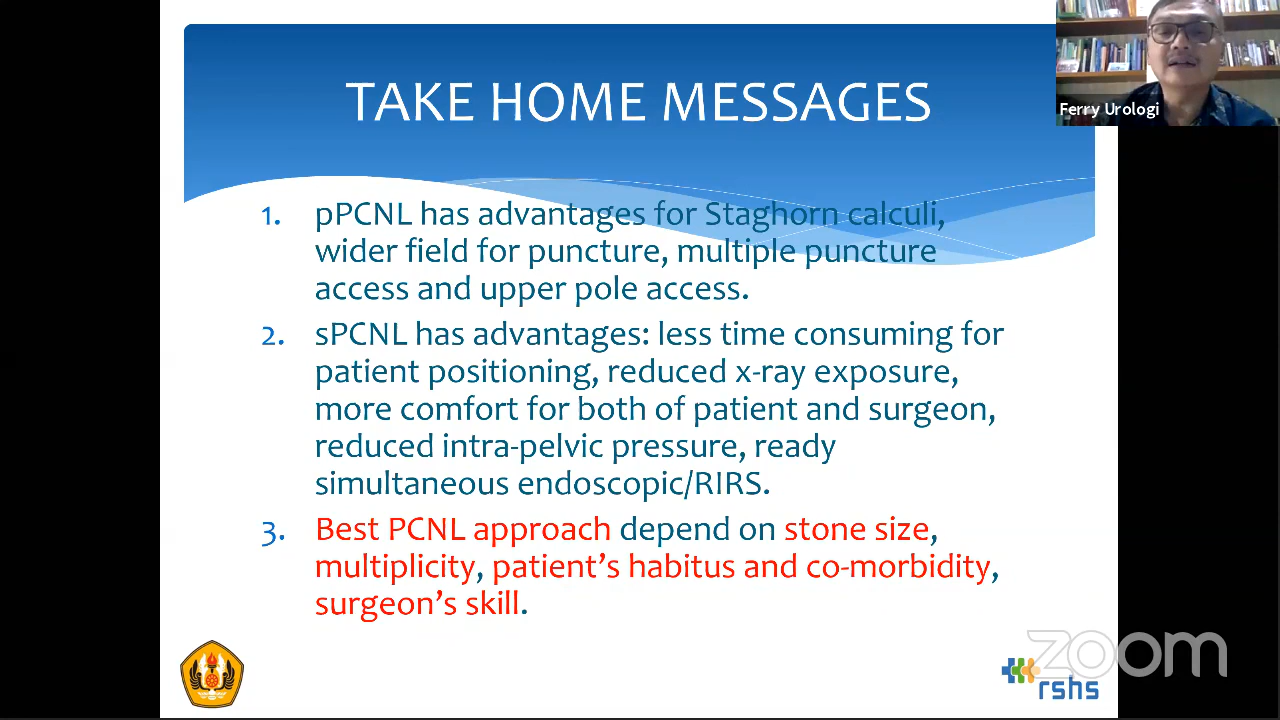 TAKE HOME MESSAGES
Ferry Urologi
1. pPCNL has advantages for Staghorn calculi,
wider field for puncture, multiple puncture
access and upper pole access.
2. sPCNL has advantages: less time consuming for
patient positioning, reduced x-ray exposure,
more comfort for both of patient and surgeon,
reduced intra-pelvic pressure, ready
simultaneous endoscopic/RIRS.
3. Best PCNL approach depend on stone size,
multiplicity, patient's habitus and co-morbidity,
surgeon's skill.
zoom
rshs